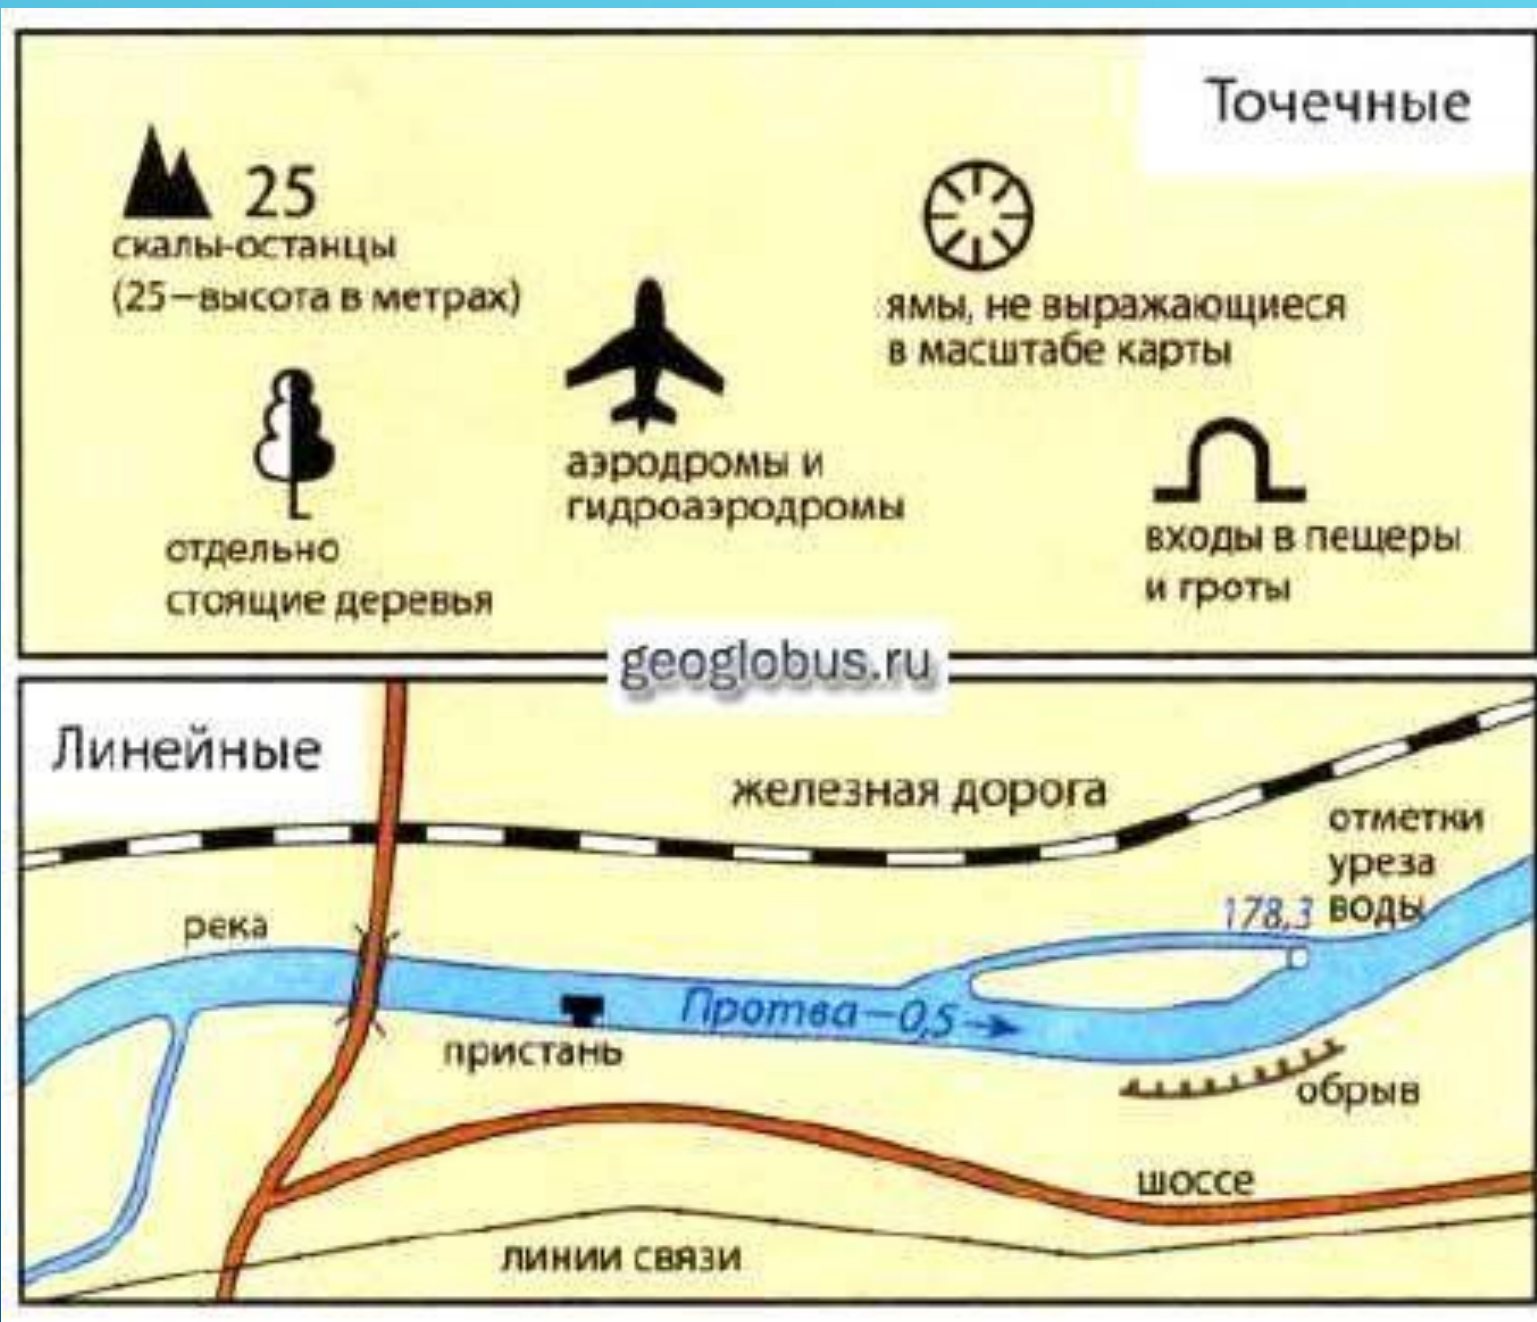 Точечные
25
скалы-останцы
(25—высота в метрах)
ямы, не выражающиеся
в масштабе карты
аэродромы и
гидроаэродромы
отдельно
стоящие деревья
входы в пещеры
и гроты
geoglobus.ru
Линейные
железная дорога
отметки
уреза
воды
178,3
река
Протва—0,5
пристань
обрыв
шоссе
линии связи